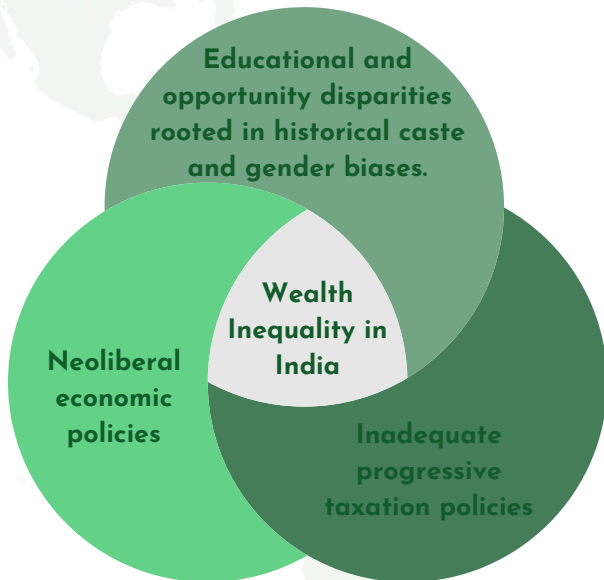 Educational and
opportunity disparities
rooted in historical caste
and gender biases.
Wealth
Inequality in
India
Neoliberal
economic
policies
Inadequate
progressive
taxation policies